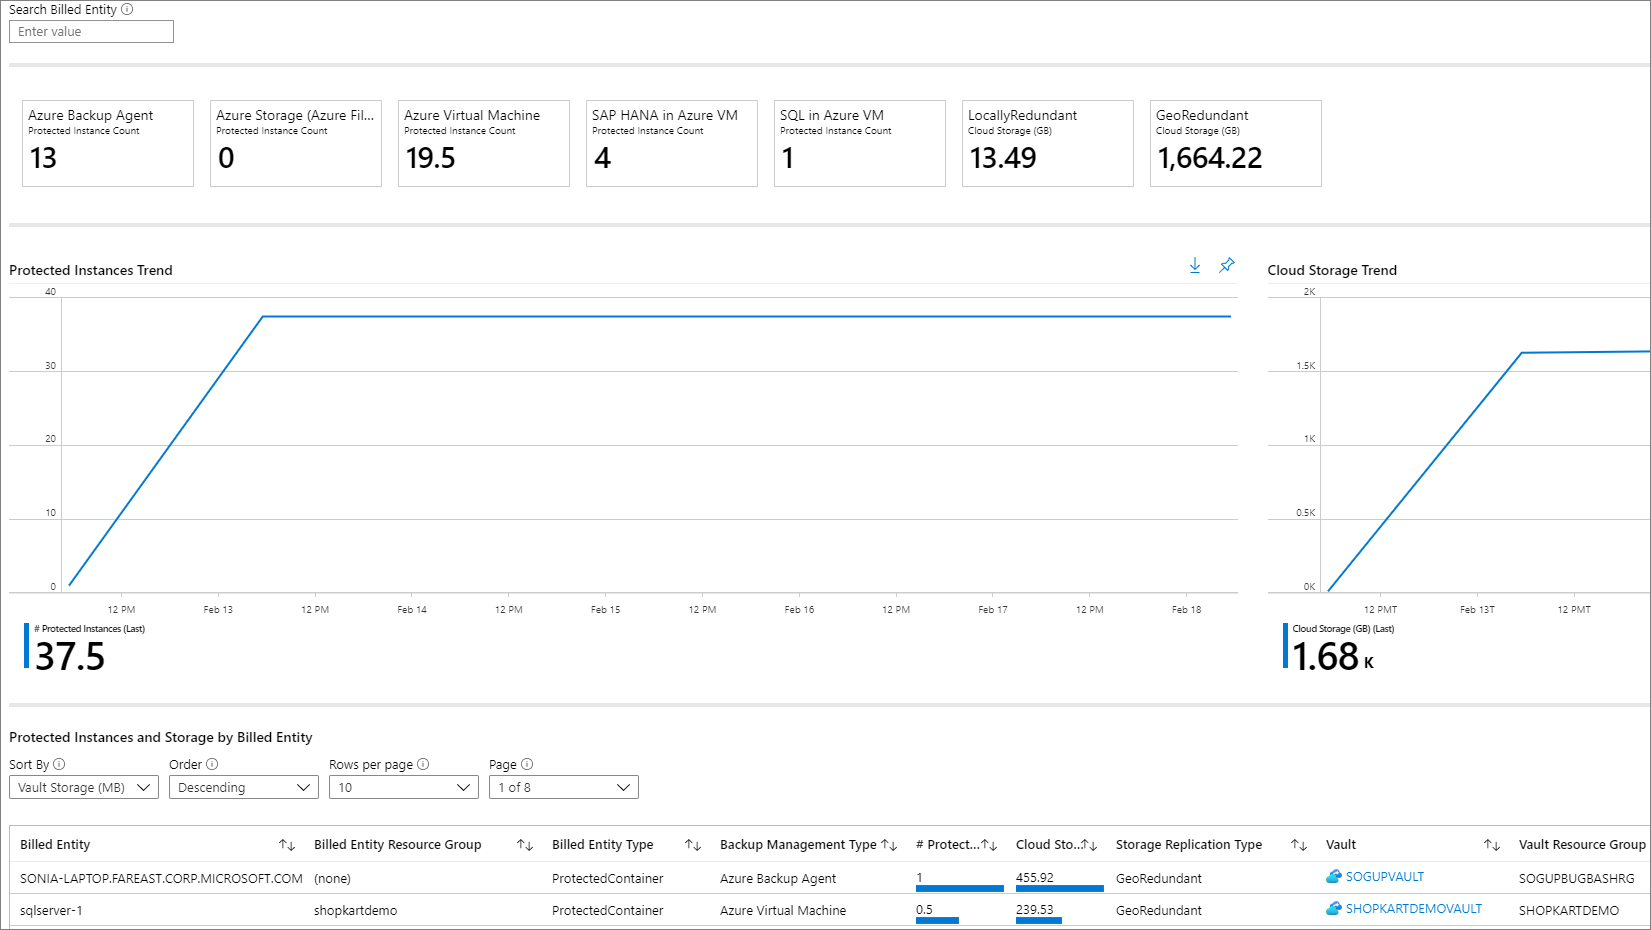 Search Billed Entity
Enter value
Azure Backup Agent
Protected Instance Count
13
Azure Storage (Azure Fil...
Protected Instance Count
0
Azure Virtual Machine
Protected Instance Count
19.5
SAP HANA in Azure VM
Protected Instance Count
4
SQL in Azure VM
Protected Instance Count
1
LocallyRedundant
Cloud Storage (GB)
13.49
GeoRedundant
Cloud Storage (GB)
1,664.22
Protected Instances Trend
40
30
20
10
0
12 PM Feb 13 12 PM Feb 14 12 PM Feb 15 12 PM Feb 16 12 PM Feb 17 12 PM Feb 18
# Protected Instances (Last)
37.5
Cloud Storage Trend
2K
1.5K
1K
0.5K
0K
12 PMT Feb 13T 12 PMT
Cloud Storage (GB) (Last)
1.68 K
Protected Instances and Storage by Billed Entity
Sort By Order Rows per page Page
Vault Storage (MB) Descending 10 1 of 8
Billed Entity Billed Entity Resource Group Billed Entity Type Backup Management Type # Protect... Cloud Sto... Storage Replication Type Vault Vault Resource Group
SONIA-LAPTOP.FAREAST.CORP.MICROSOFT.COM (none) ProtectedContainer Azure Backup Agent 1 455.92 GeoRedundant SOGUPVAULT SOGUPBUGBASHRG
sqlserver-1 shopkartdemo ProtectedContainer Azure Virtual Machine 0.5 239.53 GeoRedundant SHOPKARTDEMOVAULT SHOPKARTDEMO